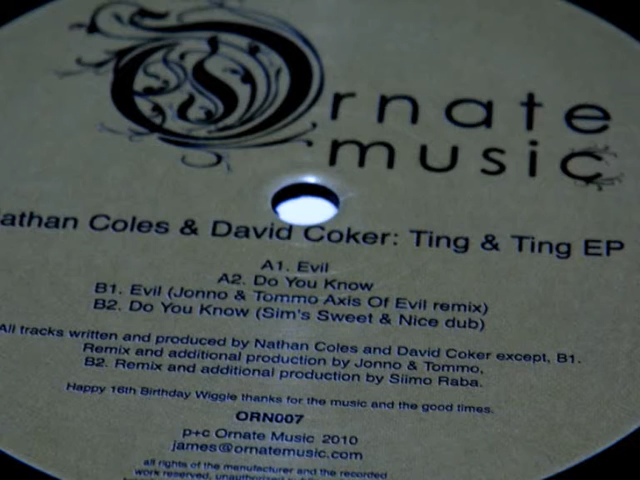 Ornate
music
Nathan Coles & David Coker: Ting & Ting EP
A1. Evil
A2. Do You Know
B1. Evil (Jonno & Tommo Axis Of Evil remix)
B2. Do You Know (Sim's Sweet & Nice dub)
All tracks written and produced by Nathan Coles and David Coker except, B1.
Remix and additional production by Jonno & Tommo,
B2. Remix and additional production by Siimo Raba.
Happy 16th Birthday Wiggle thanks for the music and the good times.
ORN007
p+c Ornate Music 2010
james@ornatemusic.com
all rights of the manufacturer and the recorded
work reserved,